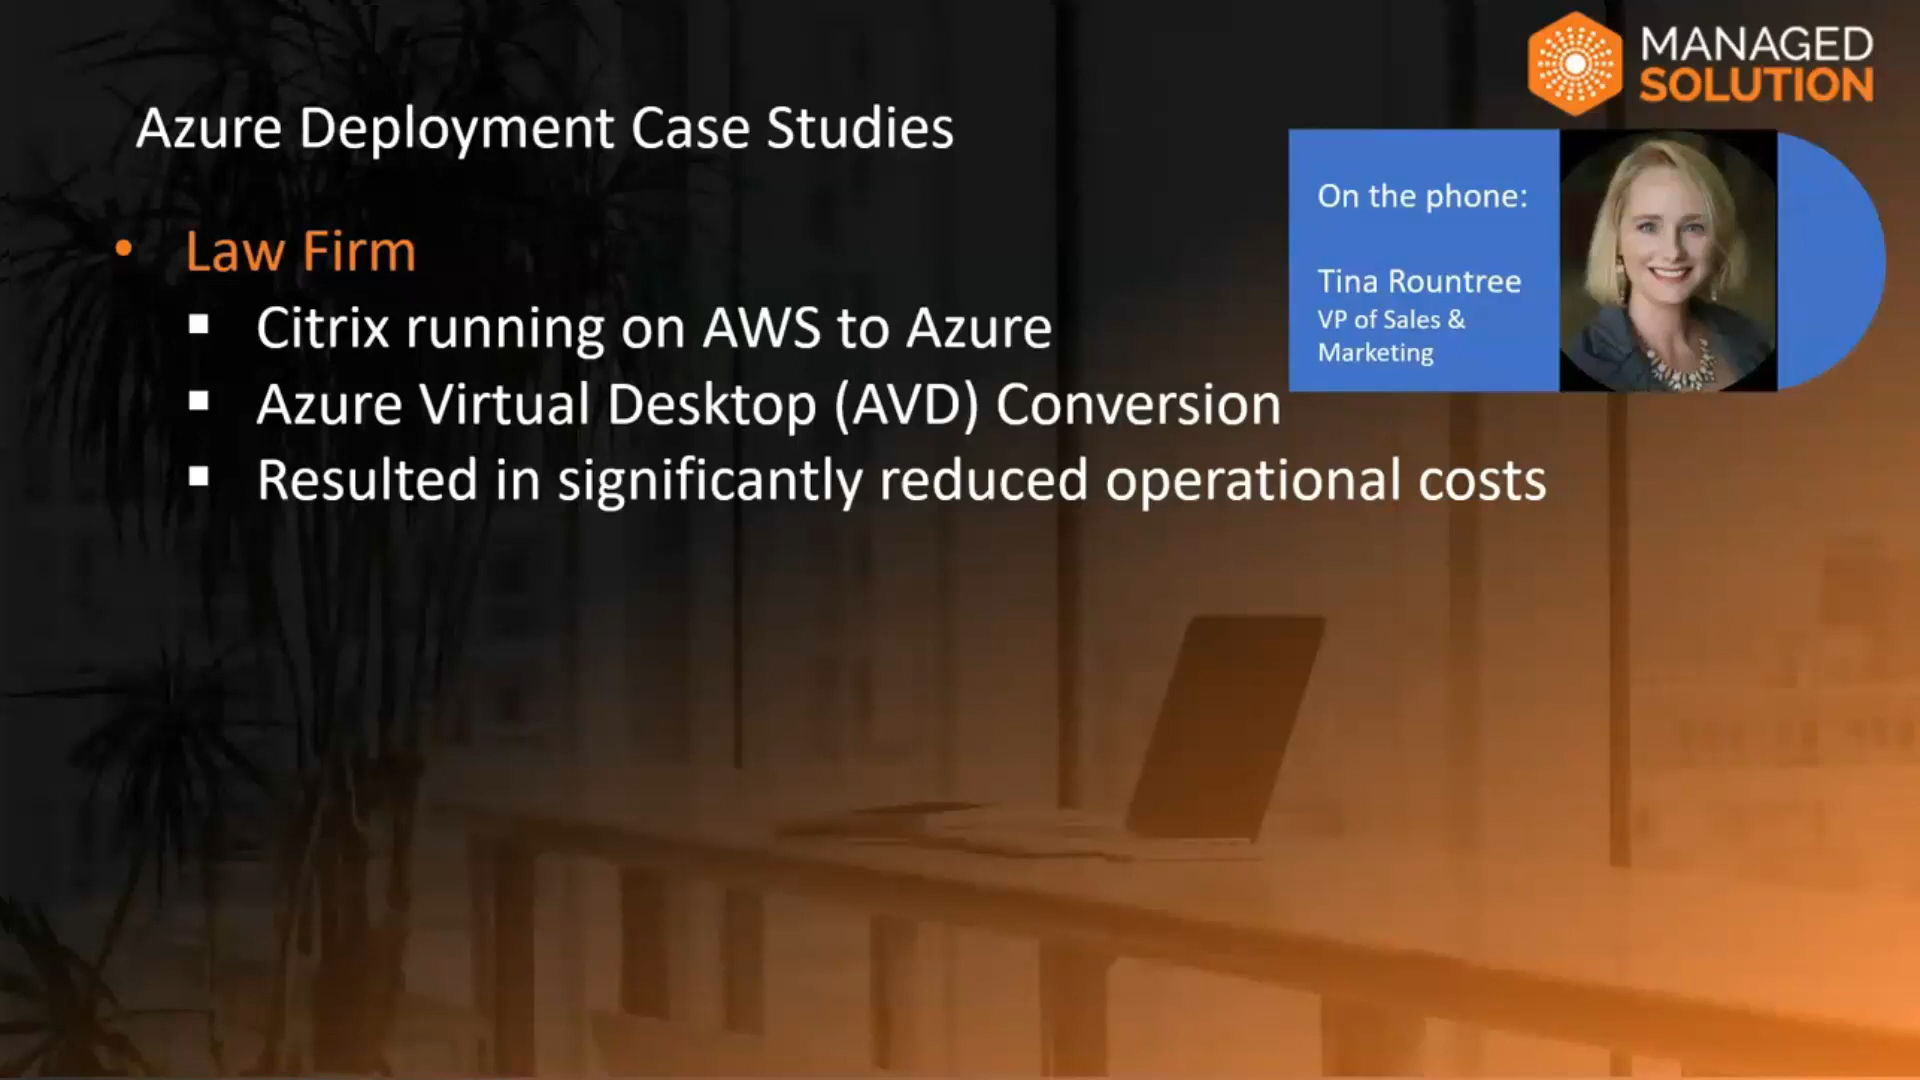 MANAGED
SOLUTION
Azure Deployment Case Studies
On the phone:
Tina Rountree
VP of Sales &
Marketing
• Law Firm
▪ Citrix running on AWS to Azure
▪ Azure Virtual Desktop (AVD) Conversion
▪ Resulted in significantly reduced operational costs